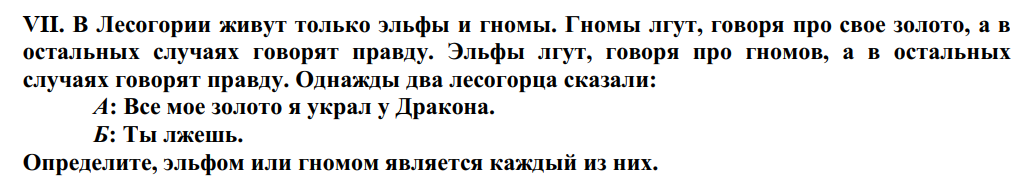 VII. В Лесогории живут только эльфы и гномы. Гномы лгут, говоря про свое золото, а в
остальных случаях говорят правду. Эльфы лгут, говоря про гномов, а в остальных
случаях говорят правду. Однажды два лесогорца сказали:
А: Все мое золото я украл у Дракона.
Б: Ты лжешь.
Определите, эльфом или гномом является каждый из них.